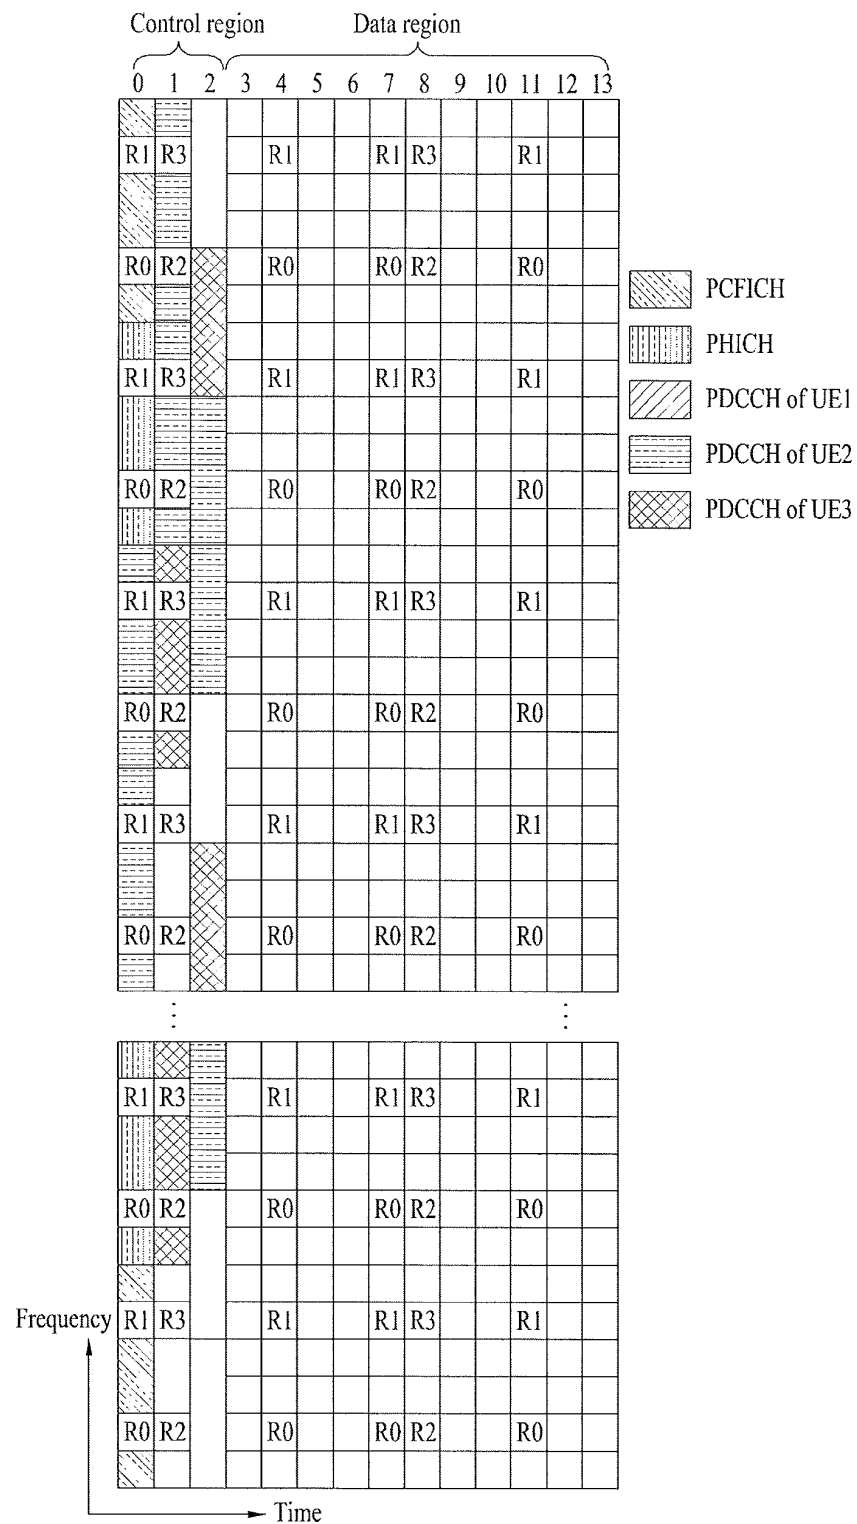 Control region Data region
0 1 2 3 4 5 6 7 8 9 10 11 12 13
R1 R3 R1 R1 R3 R1
R0 R2 R0 R0 R2 R0
PCFICH
PHICH
R1 R3 R1 R1 R3 R1
PDCCH of UE1
PDCCH of UE2
R0 R2 R0 R0 R2 R0
PDCCH of UE3
R1 R3 R1 R1 R3 R1
R0 R2 R0 R0 R2 R0
R1 R3 R1 R1 R3 R1
R0 R2 R0 R0 R2 R0
R1 R3 R1 R1 R3 R1
R0 R2 R0 R0 R2 R0
Frequency R1 R3 R1 R1 R3 R1
R0 R2 R0 R0 R2 R0
Time